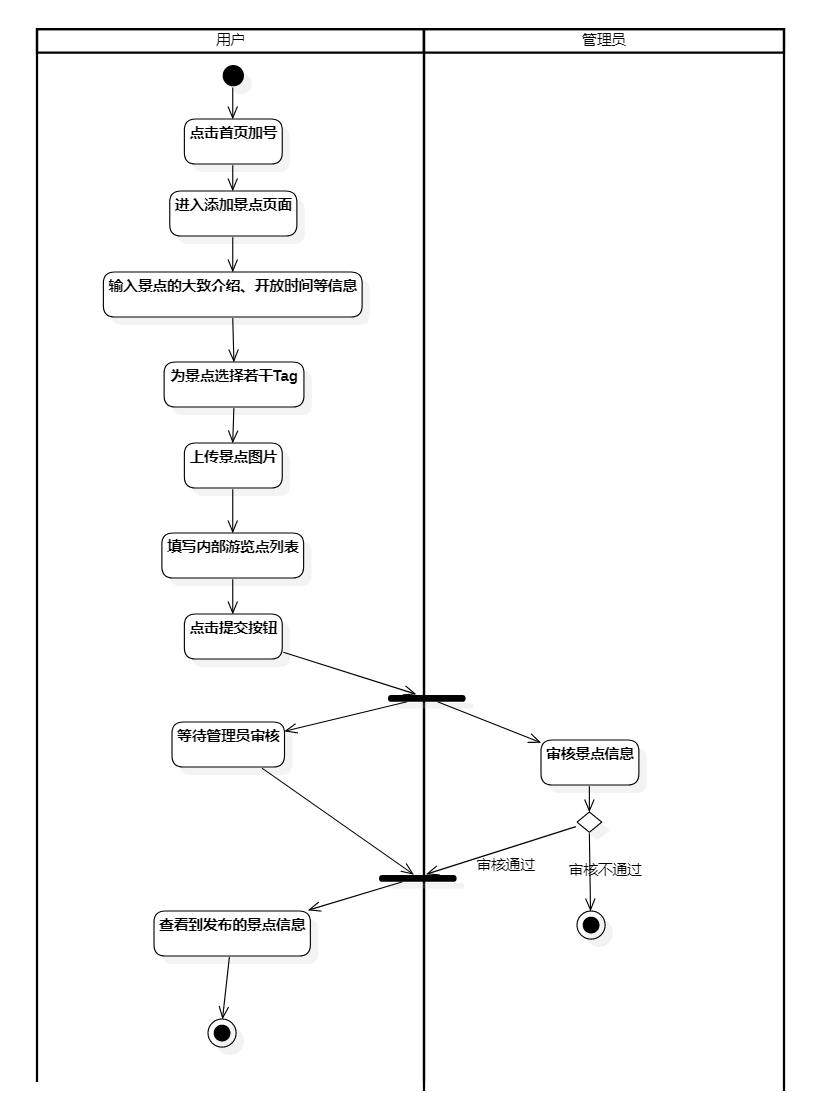 用户
管理员
点击首页加号
进入添加景点页面
输入景点的大致介绍、开放时间等信息
为景点选择若干Tag
上传景点图片
填写内部游览点列表
点击提交按钮
等待管理员审核
审核景点信息
审核通过
审核不通过
查看到发布的景点信息